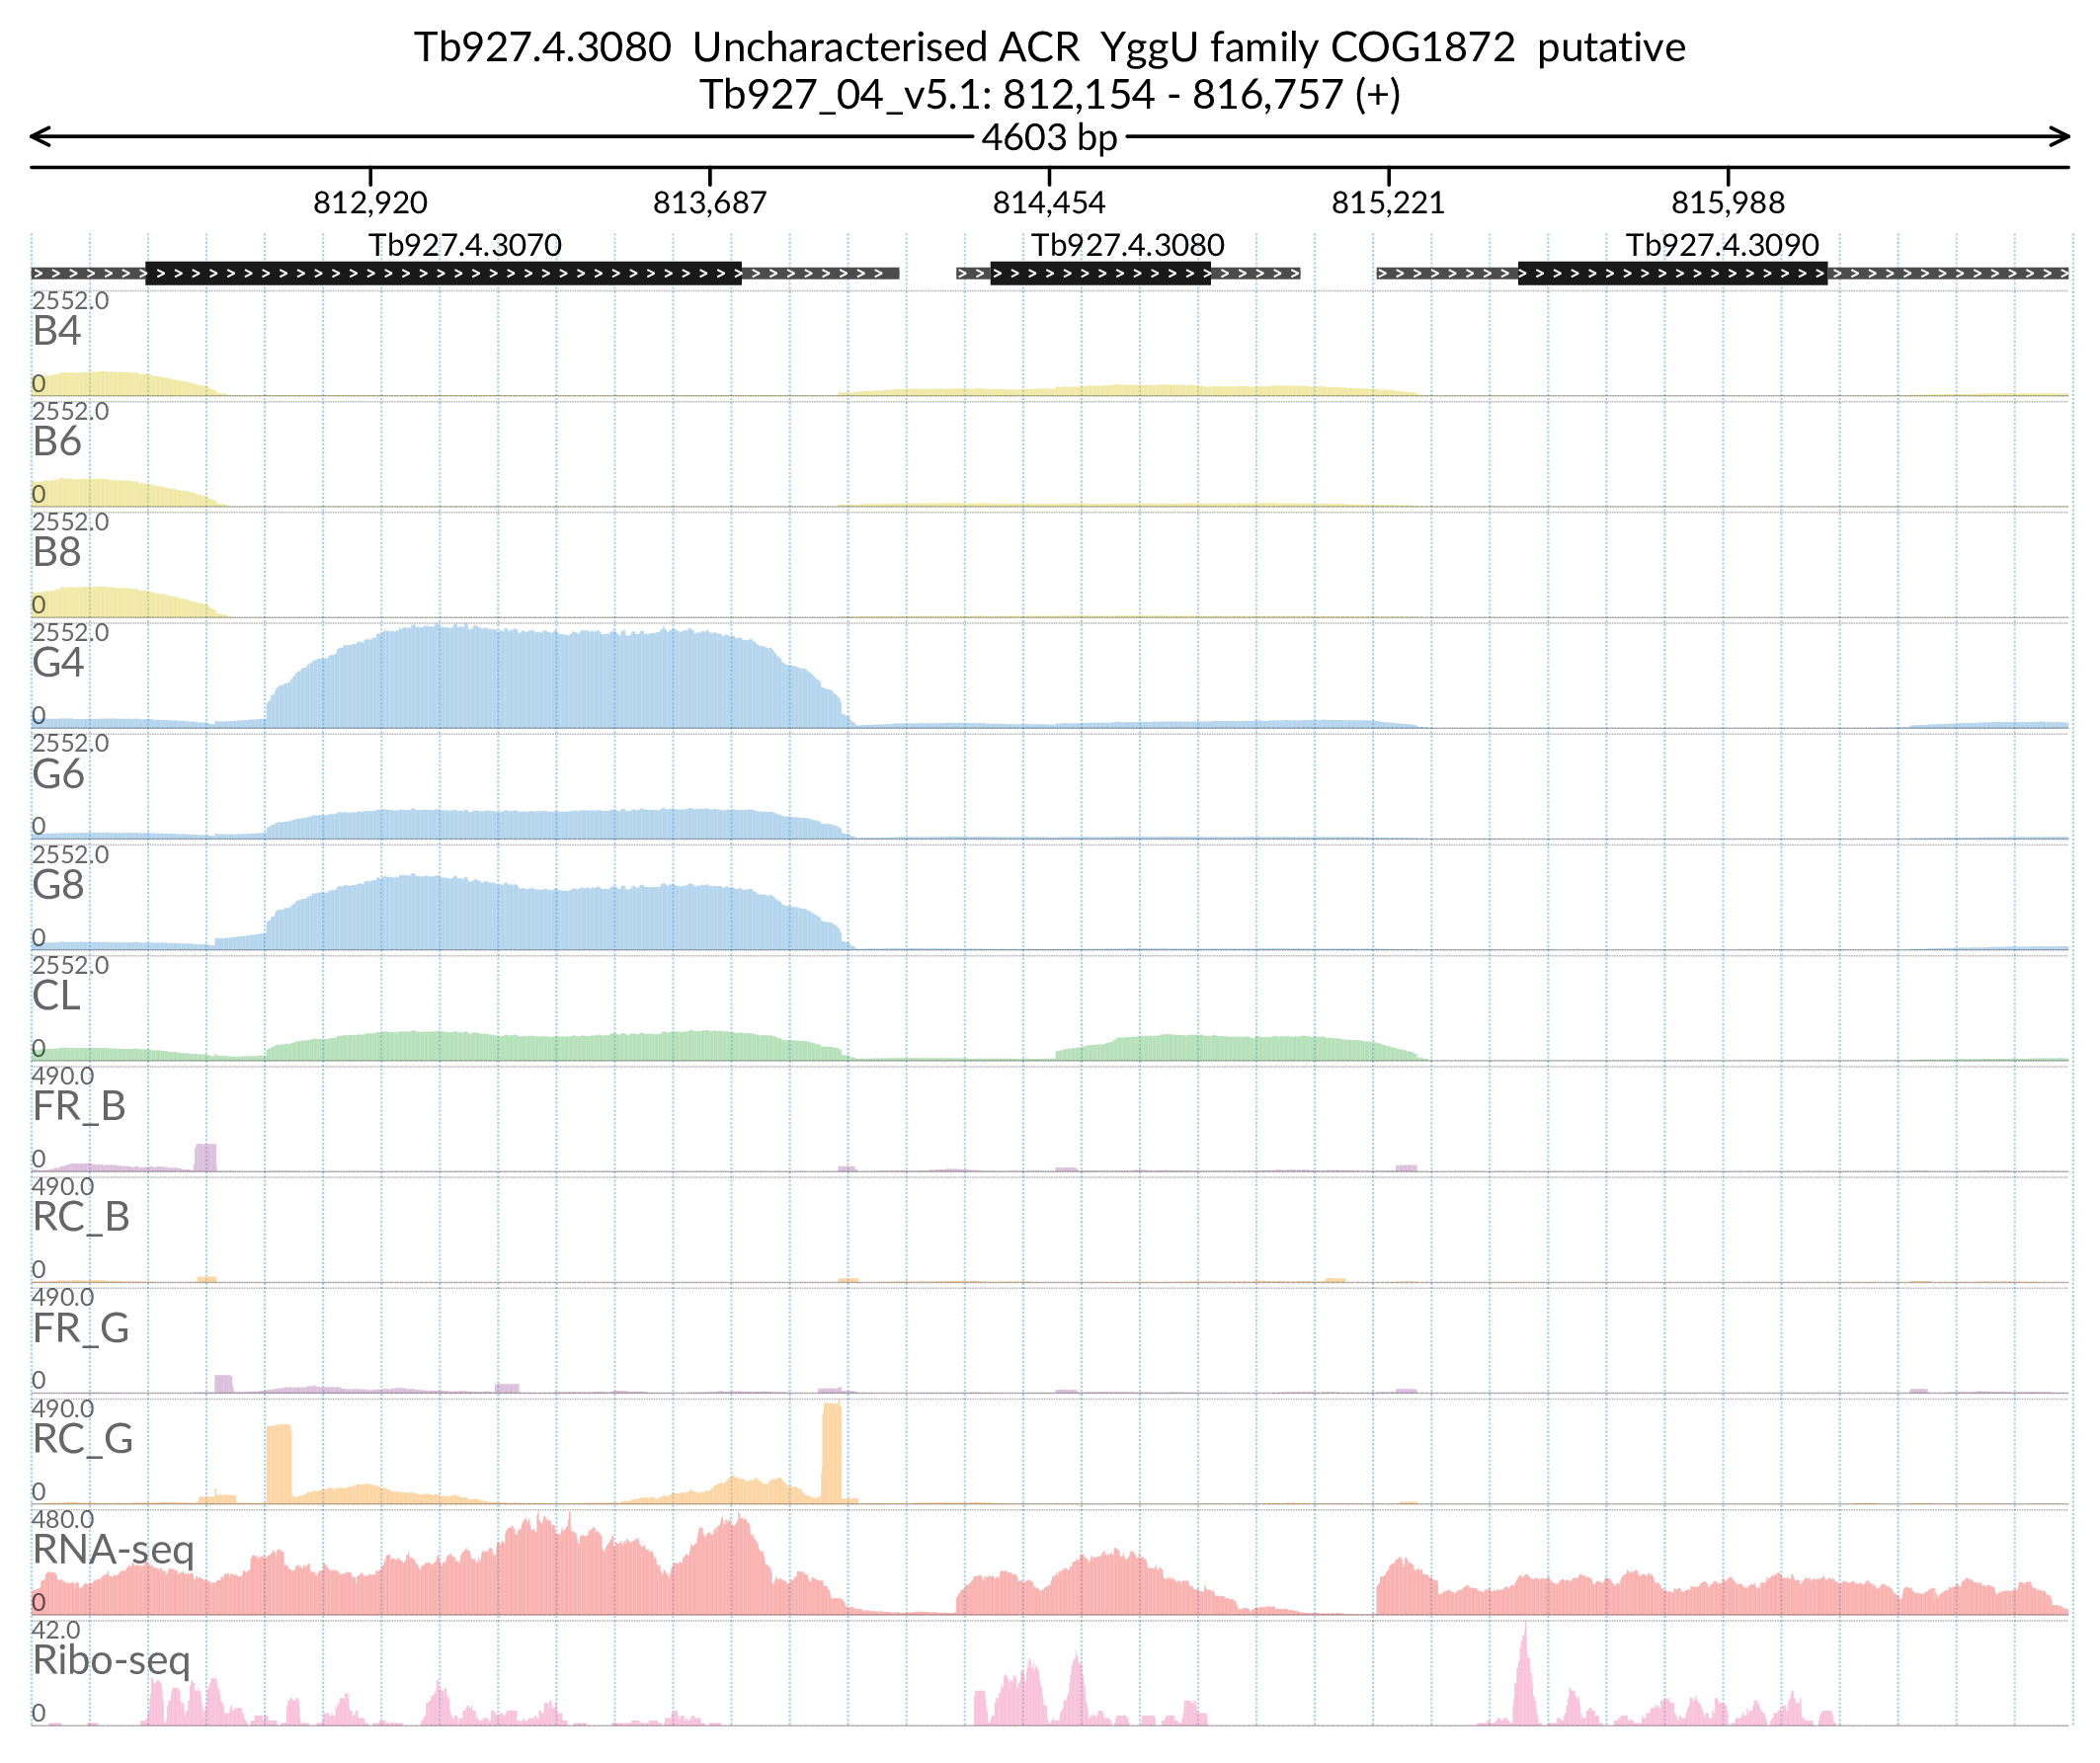 Tb927.4.3080 Uncharacterised ACR YggU family COG1872 putative
Tb927_04_v5.1: 812,154 - 816,757 (+)
4603 bp
812,920 813,687 814,454 815,221 815,988
Tb927.4.3070 Tb927.4.3080 Tb927.4.3090
2552.0
B4
0
2552.0
B6
0
2552.0
B8
0
2552.0
G4
0
2552.0
G6
0
2552.0
G8
0
2552.0
CL
0
490.0
FR_B
0
490.0
RC_B
0
490.0
FR_G
0
490.0
RC_G
0
480.0
RNA-seq
0
42.0
Ribo-seq
0